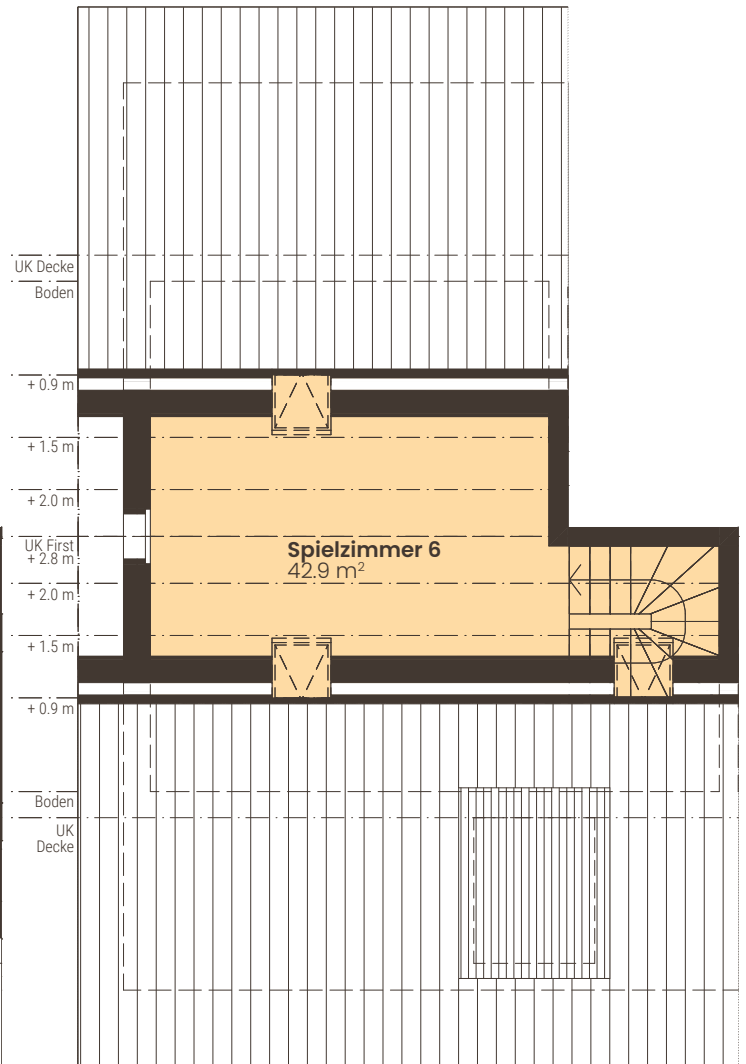 UK Decke
Boden
+ 0.9 m
+ 1.5 m
+ 2.0 m
UK First
+ 2.8 m
Spielzimmer 6
42.9 m²
+ 2.0 m
+ 1.5 m
+ 0.9 m
Boden
UK
Decke